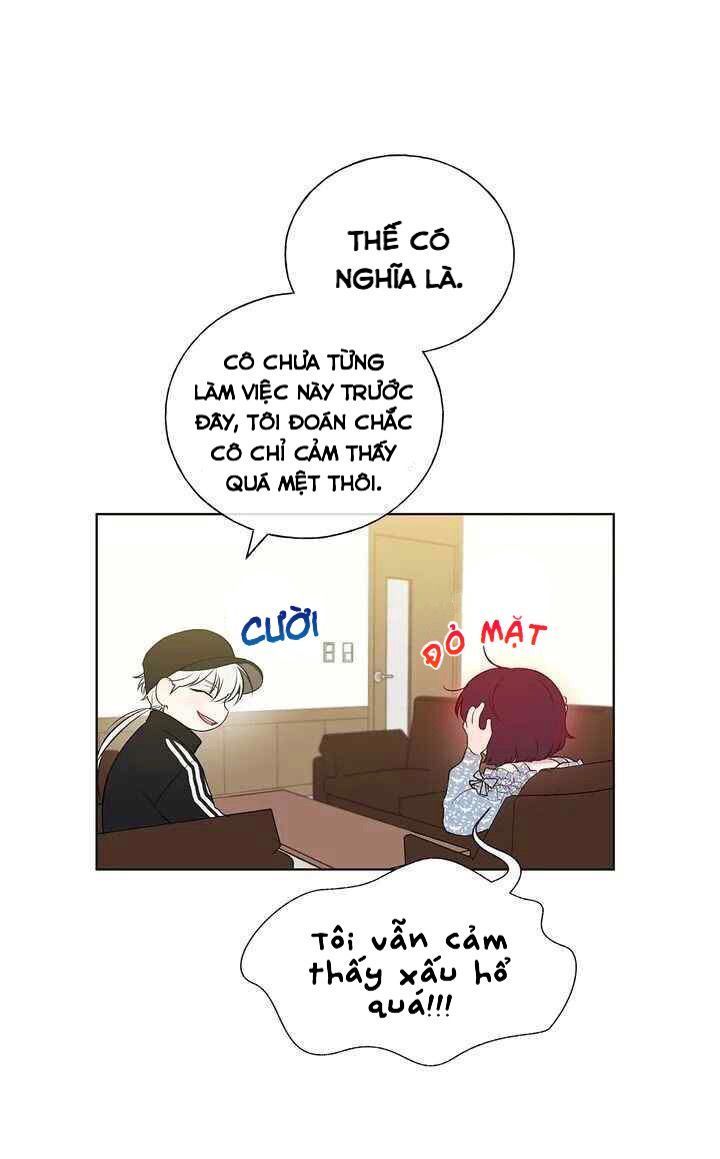 THẾ CÓ
NGHĨA LÀ.
CÔ CHƯA TỪNG
LÀM VIỆC NÀY TRƯỚC
ĐÂY, TÔI ĐOÁN CHẮC
CÔ CHỈ CẢM THẤY
QUÁ MỆT THÔI.
CƯỜI
ĐỎ MẶT
Tôi vẫn cảm
thấy xấu hổ
quá!!!